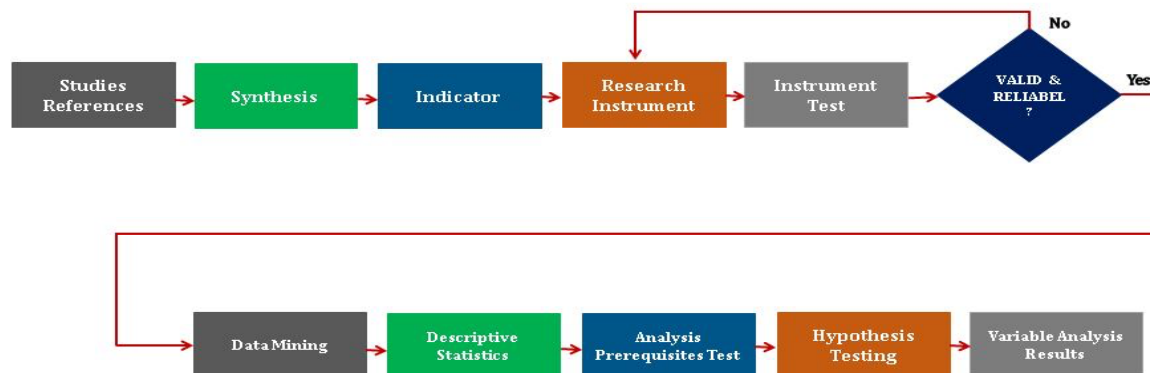 No
Studies
References
Synthesis
Indicator
Research
Instrument
Instrument
Test
VALID &
RELIABEL
?
Yes
Data Mining
Descriptive
Statistics
Analysis
Prerequisites Test
Hypothesis
Testing
Variable Analysis
Results